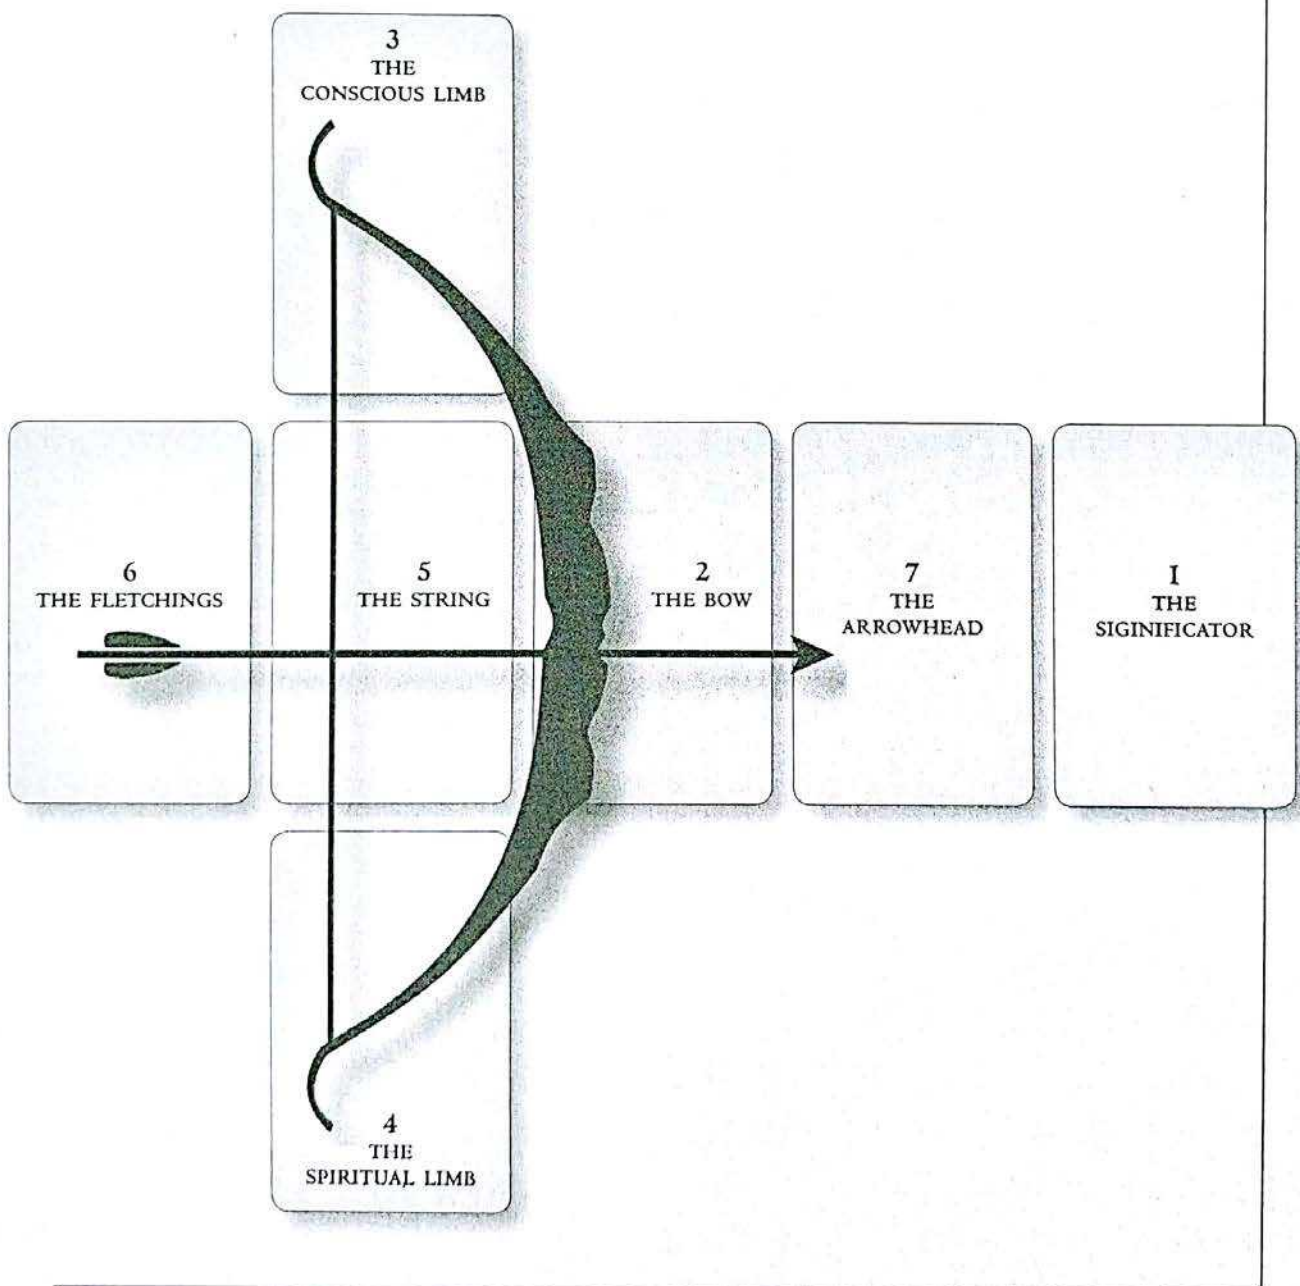 3
THE
CONSCIOUS LIMB
6
THE FLETCHINGS
5
THE STRING
2
THE BOW
7
THE
ARROWHEAD
I
THE
SIGINIFICATOR
4
THE
SPIRITUAL LIMB